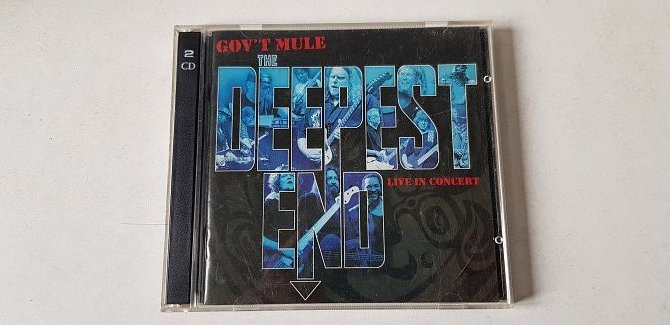 2
CD
GOV'T MULE
THE
DEEPEST
END
LIVE IN CONCERT